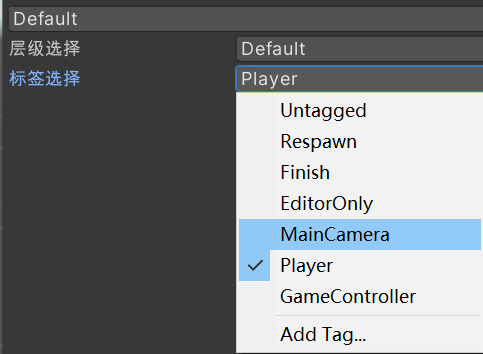 Default
层级选择 Default
标签选择 Player
Untagged
Respawn
Finish
EditorOnly
MainCamera
Player
GameController
Add Tag...